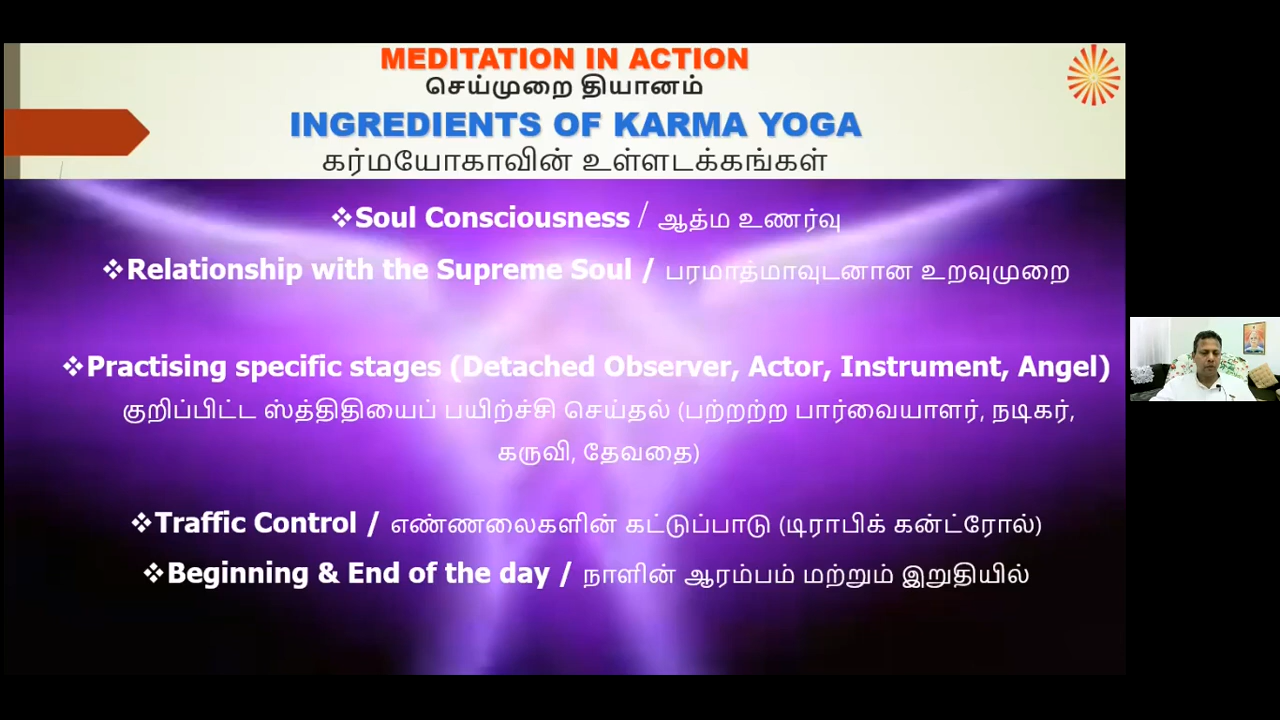 MEDITATION IN ACTION
செய்முறை தியானம்
INGREDIENTS OF KARMA YOGA
கர்மயோகாவின் உள்ளடக்கங்கள்
❖Soul Consciousness / ஆத்ம உணர்வு
❖Relationship with the Supreme Soul / பரமாத்மாவுடனான உறவுமுறை
❖Practising specific stages (Detached Observer, Actor, Instrument, Angel)
குறிப்பிட்ட ஸ்த்திதியைப் பயிற்ச்சி செய்தல் (பற்றற்ற பார்வையாளர், நடிகர்,
கருவி, தேவதை)
❖Traffic Control / எண்ணலைகளின் கட்டுப்பாடு (டிராபிக் கன்ட்ரோல்)
❖Beginning & End of the day / நாளின் ஆரம்பம் மற்றும் இறுதியில்